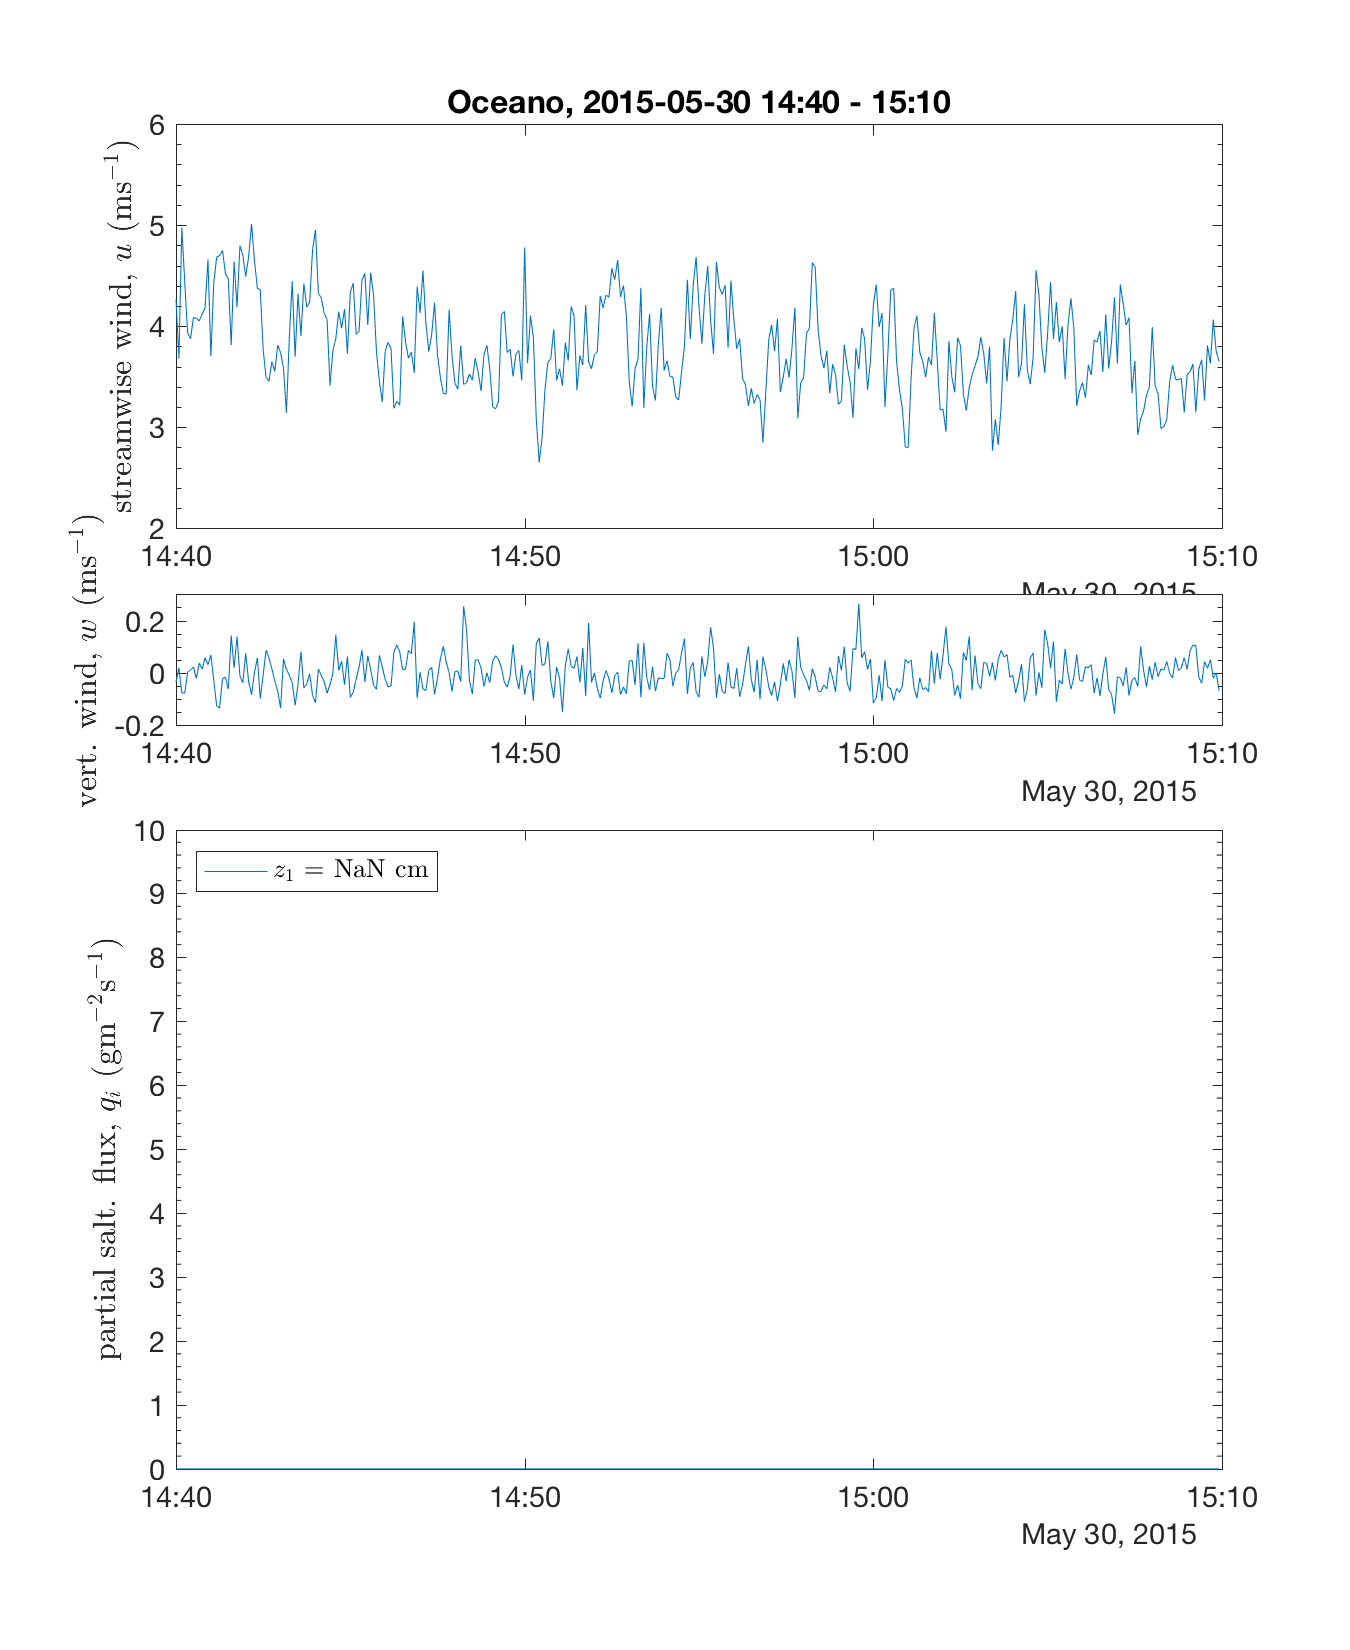 Oceano, 2015-05-30 14:40 - 15:10
streamwise wind, u (ms⁻¹)
6
5
4
3
2
14:40 14:50 15:00 15:10
May 30, 2015
vert. wind, w (ms⁻¹)
0.2
0
-0.2
14:40 14:50 15:00 15:10
May 30, 2015
partial salt. flux, qᵢ (gm⁻²s⁻¹)
10
9
8
7
6
5
4
3
2
1
0
z₁ = NaN cm
14:40 14:50 15:00 15:10
May 30, 2015